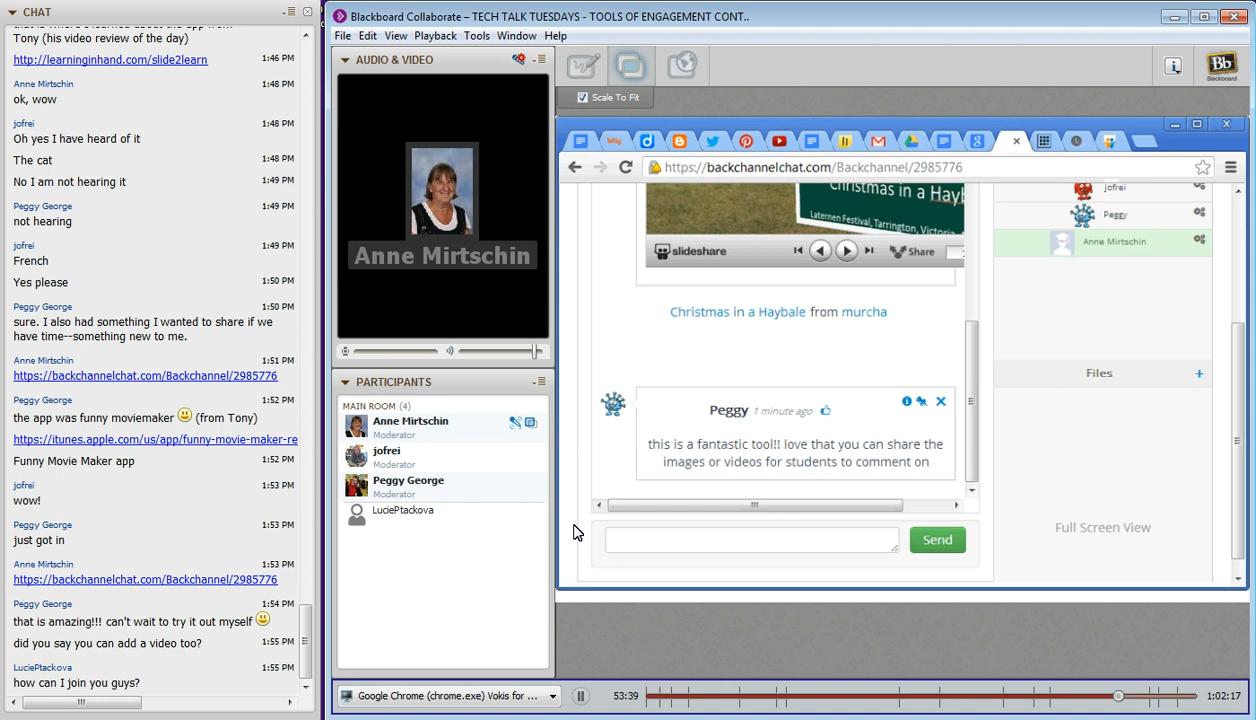 CHAT
Tony (his video review of the day)
http://learninginhand.com/slide2learn
1:46 PM
Anne Mirtschin
1:48 PM
ok, wow
jofrei
1:48 PM
Oh yes I have heard of it
The cat
1:48 PM
No I am not hearing it
1:49 PM
Peggy George
1:49 PM
not hearing
jofrei
1:49 PM
French
Yes please
1:50 PM
Peggy George
1:50 PM
sure. I also had something I wanted to share if we
have time--something new to me.
Anne Mirtschin
1:51 PM
https://backchannelchat.com/Backchannel/2985776
Peggy George
1:52 PM
the app was funny moviemaker (from Tony)
https://itunes.apple.com/us/app/funny-movie-maker-re
Funny Movie Maker app
1:52 PM
jofrei
1:53 PM
wow!
Peggy George
1:53 PM
just got in
Anne Mirtschin
1:53 PM
https://backchannelchat.com/Backchannel/2985776
Peggy George
1:54 PM
that is amazing!!! can't wait to try it out myself
did you say you can add a video too?
1:55 PM
LuciePtackova
1:55 PM
how can I join you guys?
Blackboard Collaborate – TECH TALK TUESDAYS - TOOLS OF ENGAGEMENT CONT..
File Edit View Playback Tools Window Help
AUDIO & VIDEO
Anne Mirtschin
PARTICIPANTS
MAIN ROOM (4)
Anne Mirtschin
Moderator
jofrei
Moderator
Peggy George
Moderator
LuciePtackova
Bb
Blackboard
Scale To Fit
https://backchannelchat.com/Backchannel/2985776
Christmas in a Hayb
Laternen Festival, Tarrington, Victoria
slideshare
Share
Christmas in a Haybale from murcha
Peggy 1 minute ago
this is a fantastic tool!! love that you can share the
images or videos for students to comment on
Send
jofrei
Peggy
Anne Mirtschin
Files +
Full Screen View
Google Chrome (chrome.exe) Vokis for ...
53:39
1:02:17